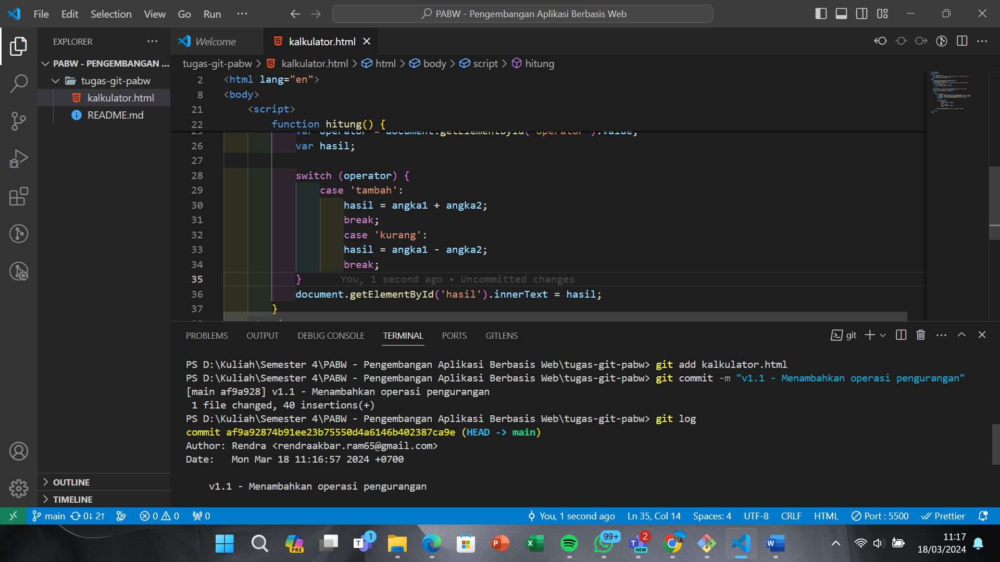 File Edit Selection View Go Run ···
PABW - Pengembangan Aplikasi Berbasis Web
EXPLORER
Welcome
kalkulator.html
PABW - PENGEMBANGAN ...
tugas-git-pabw
kalkulator.html
README.md
tugas-git-pabw > kalkulator.html > html > body > script > hitung
2 <html lang="en">
8 <body>
21 <script>
22 function hitung() {
25 var operator = document.getElementById('operator').value;
26 var hasil;
27
28 switch (operator) {
29 case 'tambah':
30 hasil = angka1 + angka2;
31 break;
32 case 'kurang':
33 hasil = angka1 - angka2;
34 break;
35 } You, 1 second ago • Uncommitted changes
36 document.getElementById('hasil').innerText = hasil;
37 }
PROBLEMS OUTPUT DEBUG CONSOLE TERMINAL PORTS GITLENS
git
PS D:\Kuliah\Semester 4\PABW - Pengembangan Aplikasi Berbasis Web\tugas-git-pabw> git add kalkulator.html
PS D:\Kuliah\Semester 4\PABW - Pengembangan Aplikasi Berbasis Web\tugas-git-pabw> git commit -m "v1.1 - Menambahkan operasi pengurangan"
[main af9a928] v1.1 - Menambahkan operasi pengurangan
1 file changed, 40 insertions(+)
PS D:\Kuliah\Semester 4\PABW - Pengembangan Aplikasi Berbasis Web\tugas-git-pabw> git log
commit af9a92874b91ee23b75550d4a6146b402387ca9e (HEAD -> main)
Author: Rendra <rendraakbar.ram65@gmail.com>
Date: Mon Mar 18 11:16:57 2024 +0700
v1.1 - Menambahkan operasi pengurangan
OUTLINE
TIMELINE
main 0↓ 2↑ 0 0 0
You, 1 second ago Ln 35, Col 14 Spaces: 4 UTF-8 CRLF HTML Port : 5500 Prettier
PRE
1
99+
2
NEW
11:17
18/03/2024